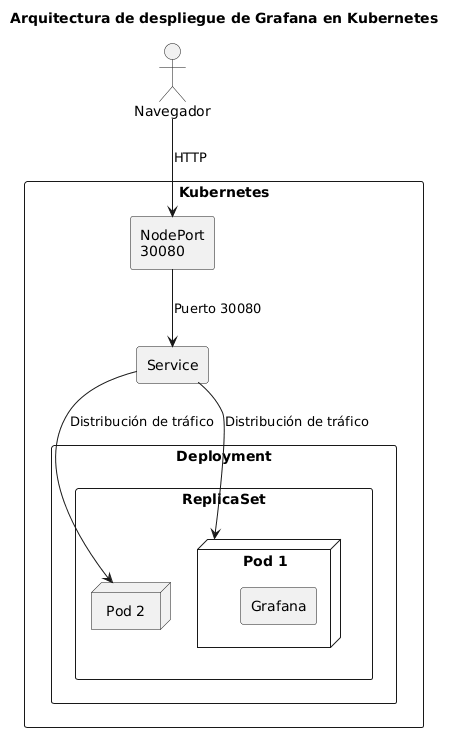 Arquitectura de despliegue de Grafana en Kubernetes
Navegador
HTTP
Kubernetes
NodePort
30080
Puerto 30080
Service
Distribución de tráfico
Distribución de tráfico
Deployment
ReplicaSet
Pod 1
Pod 2
Grafana